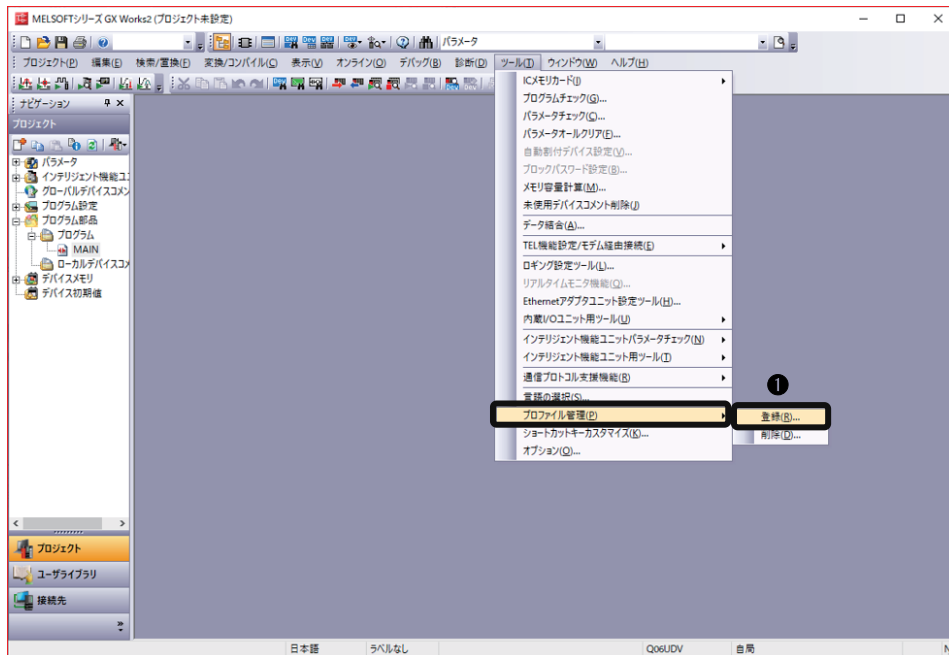 MELSOFTシリーズ GX Works2 (プロジェクト未設定)
パラメータ
プロジェクト(P) 編集(E) 検索/置換(F) 変換/コンパイル(C) 表示(V) オンライン(O) デバッグ(B) 診断(D) ツール(T) ウィンドウ(W) ヘルプ(H)
ナビゲーション
プロジェクト
パラメータ
インテリジェント機能ユ
グローバルデバイスコメン
プログラム設定
プログラム部品
プログラム
MAIN
ローカルデバイスコメ
デバイスメモリ
デバイス初期値
ICメモリカード(I)
プログラムチェック(G)...
パラメータチェック(C)...
パラメータオールクリア(F)...
自動割付デバイス設定(V)...
ブロックパスワード設定(B)...
メモリ容量計算(M)...
未使用デバイスコメント削除(J)
データ結合(A)...
TEL機能設定/モデム経由接続(E)
ロギング設定ツール(L)...
リアルタイムモニタ機能(Q)...
Ethernetアダプタユニット設定ツール(H)...
内蔵I/Oユニット用ツール(U)
インテリジェント機能ユニットパラメータチェック(N)
インテリジェント機能ユニット用ツール(T)
通信プロトコル支援機能(R)
言語の選択(S)...
プロファイル管理(P)
ショートカットキーカスタマイズ(K)...
オプション(O)...
❶
登録(R)...
削除(D)...
プロジェクト
ユーザライブラリ
接続先
日本語 ラベルなし Q06UDV 自局